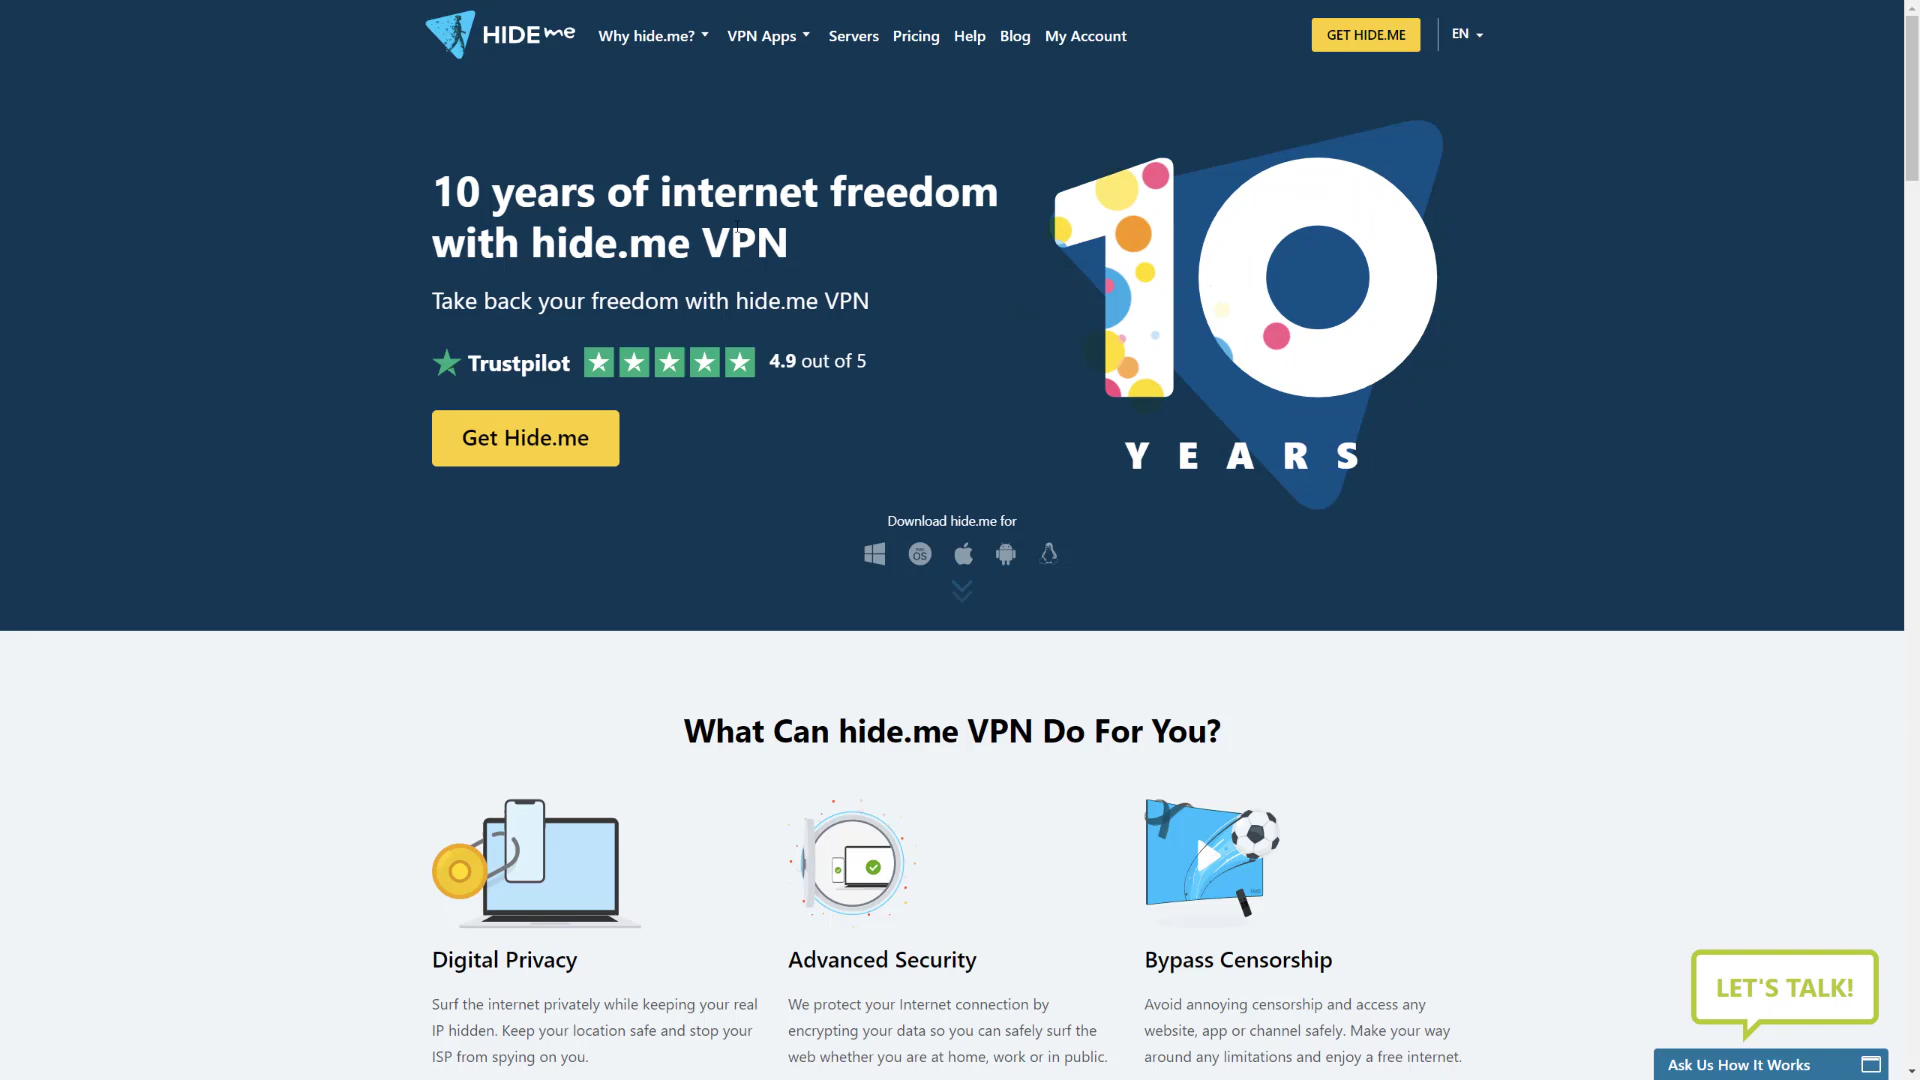 HIDE me
Why hide.me?
VPN Apps
Servers
Pricing
Help
Blog
My Account
GET HIDE.ME
EN
10 years of internet freedom
with hide.me VPN
Take back your freedom with hide.me VPN
Trustpilot
4.9 out of 5
Get Hide.me
10
YEARS
Download hide.me for
What Can hide.me VPN Do For You?
Digital Privacy
Surf the internet privately while keeping your real
IP hidden. Keep your location safe and stop your
ISP from spying on you.
Advanced Security
We protect your Internet connection by
encrypting your data so you can safely surf the
web whether you are at home, work or in public.
Bypass Censorship
Avoid annoying censorship and access any
website, app or channel safely. Make your way
around any limitations and enjoy a free internet.
LET'S TALK!
Ask Us How It Works